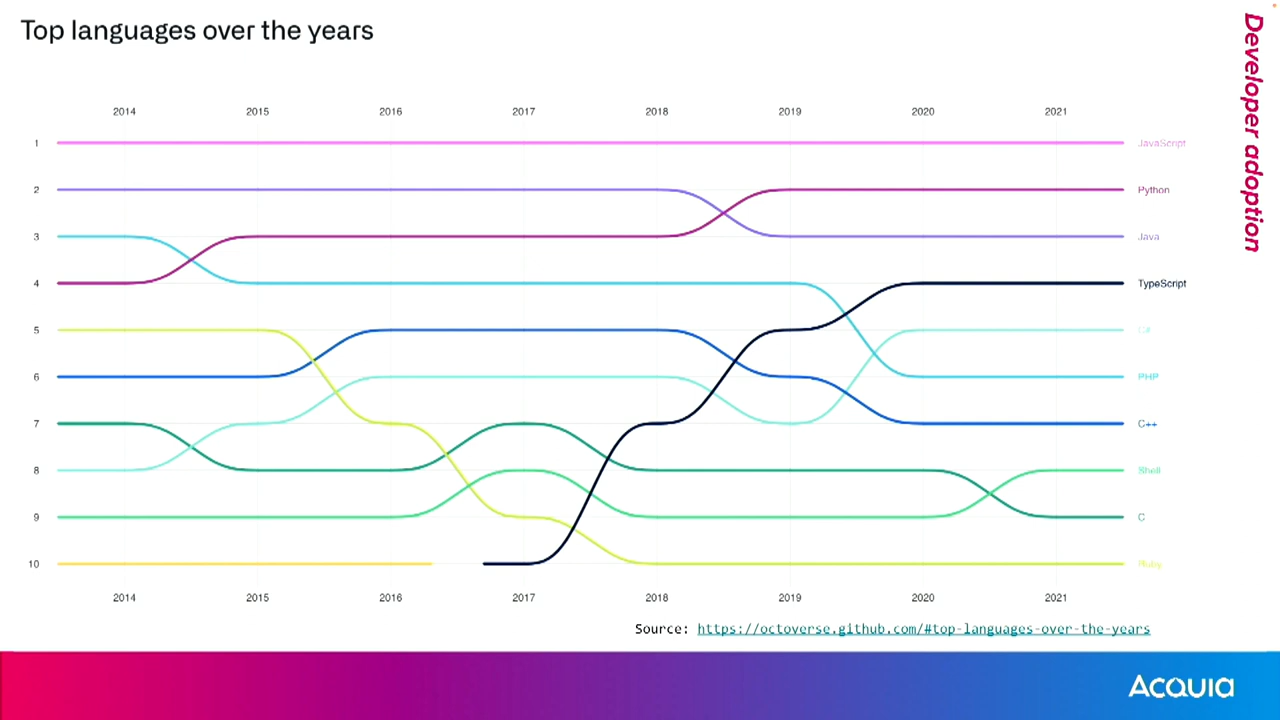 Top languages over the years
Developer adoption
2014 2015 2016 2017 2018 2019 2020 2021
1 JavaScript
2 Python
3 Java
4 TypeScript
5 C#
6 PHP
7 C++
8 Shell
9 C
10 Ruby
2014 2015 2016 2017 2018 2019 2020 2021
Source: https://octoverse.github.com/#top-languages-over-the-years
Acquia